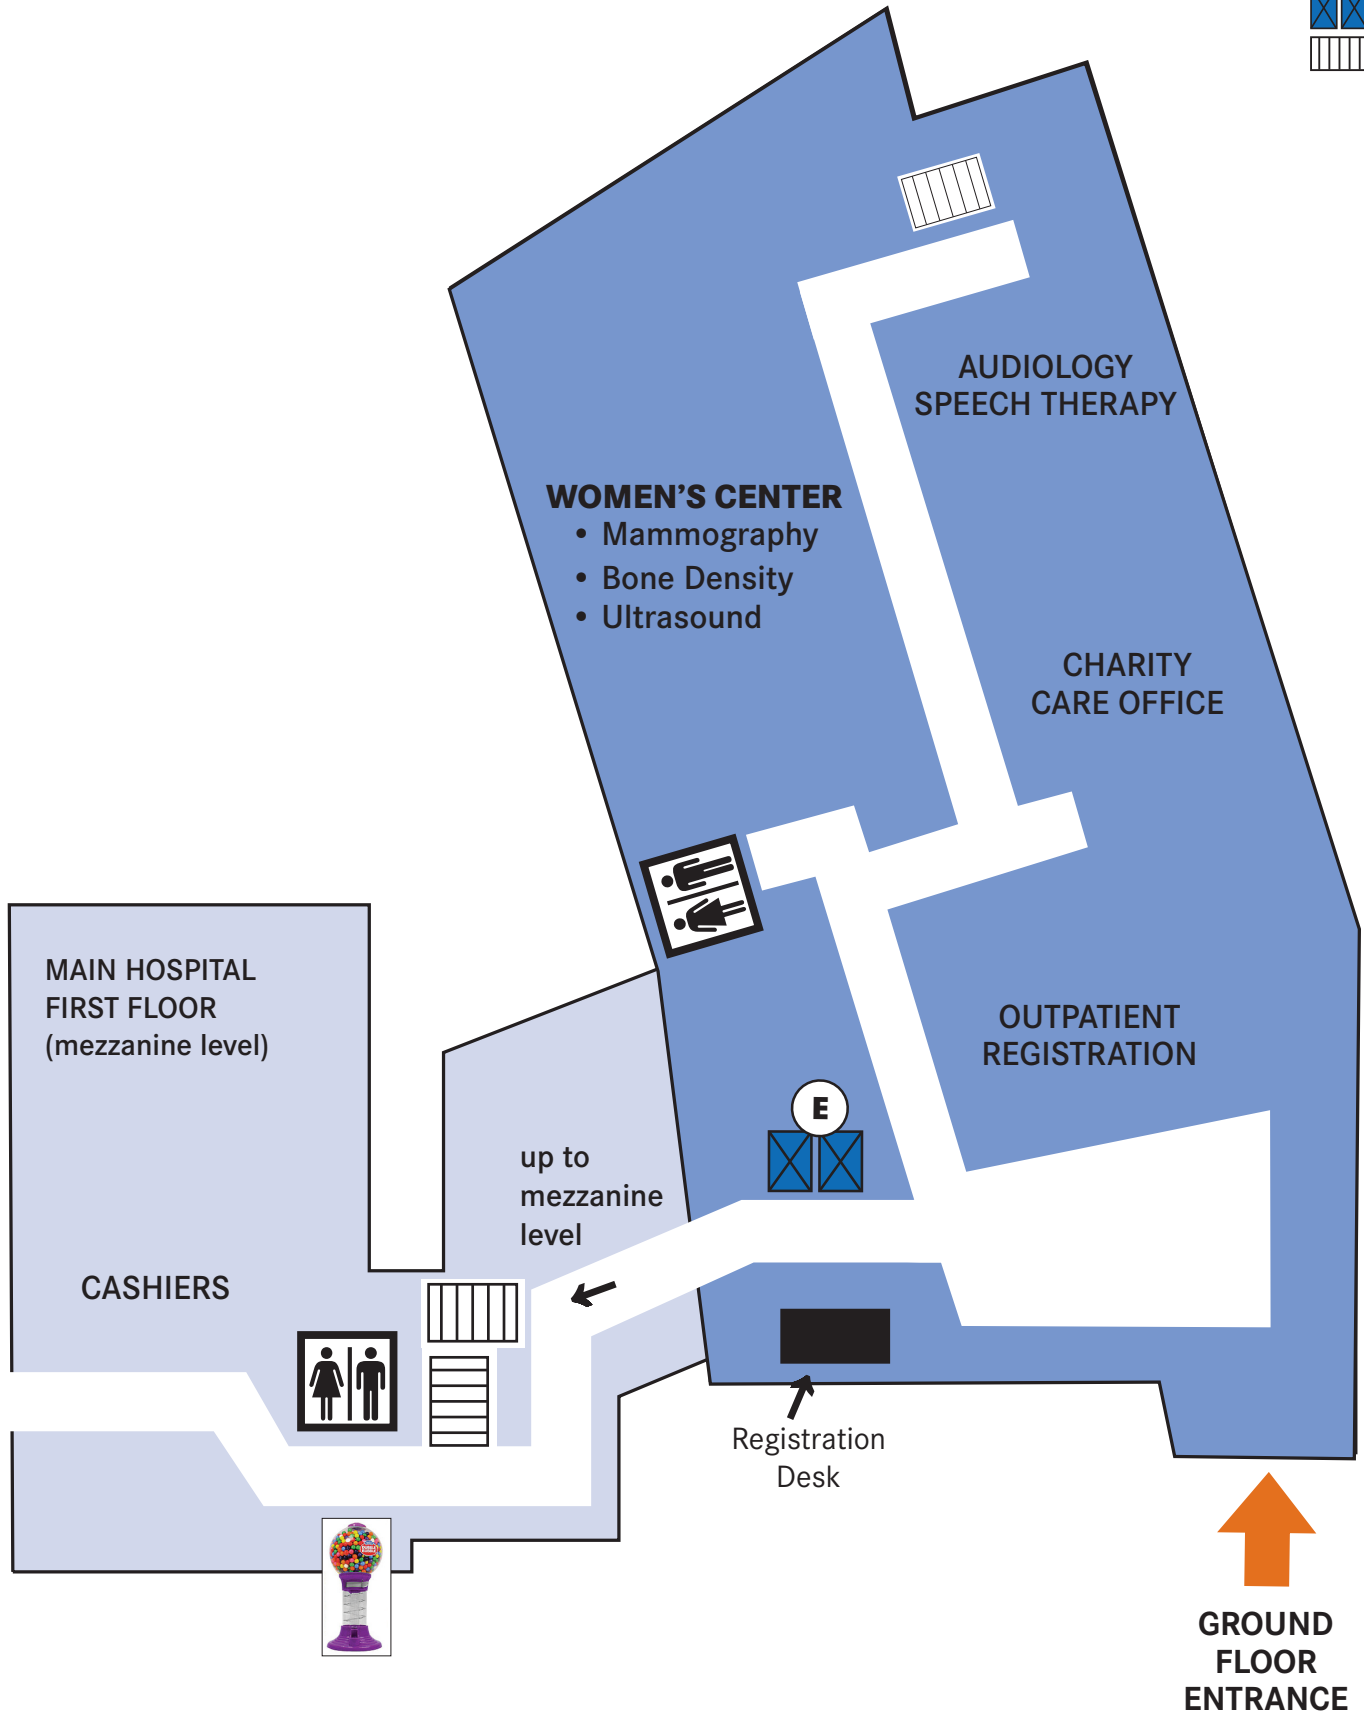 AUDIOLOGY
SPEECH THERAPY
WOMEN'S CENTER
• Mammography
• Bone Density
• Ultrasound
CHARITY
CARE OFFICE
MAIN HOSPITAL
FIRST FLOOR
(mezzanine level)
OUTPATIENT
REGISTRATION
E
up to
mezzanine
level
CASHIERS
Registration
Desk
GROUND
FLOOR
ENTRANCE